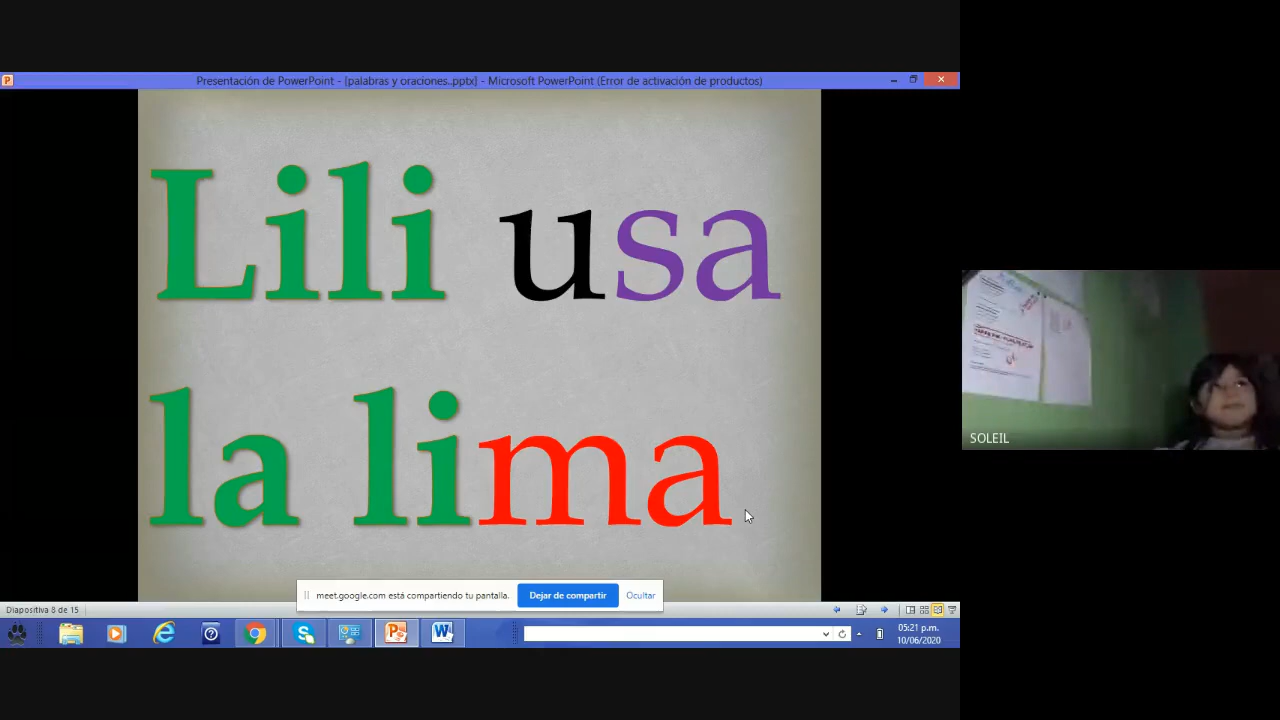 Presentación de PowerPoint - [palabras y oraciones..pptx] - Microsoft PowerPoint (Error de activación de productos)
Lili usa
la lima
SOLEIL
meet.google.com está compartiendo tu pantalla.
Dejar de compartir
Ocultar
Diapositiva 8 de 15
05:21 p.m.
10/06/2020